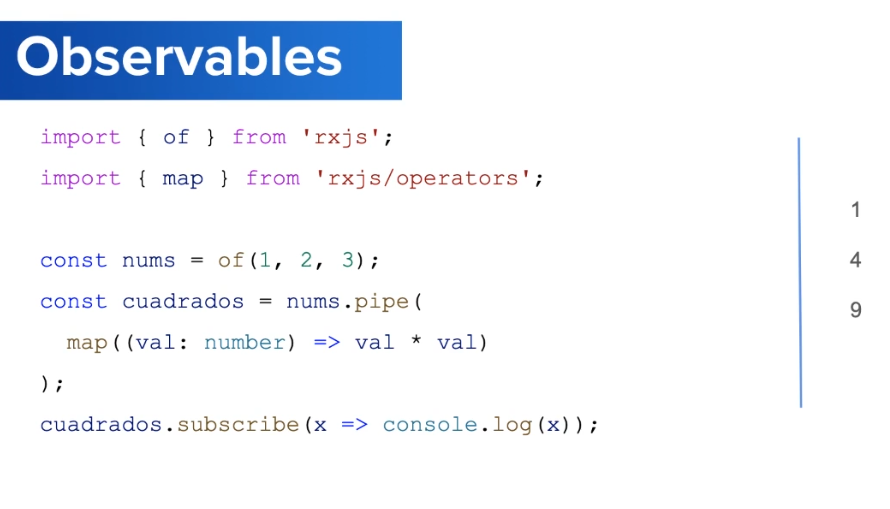 Observables
import { of } from 'rxjs';
import { map } from 'rxjs/operators';
const nums = of(1, 2, 3);
const cuadrados = nums.pipe(
  map((val: number) => val * val)
);
cuadrados.subscribe(x => console.log(x));
1
4
9